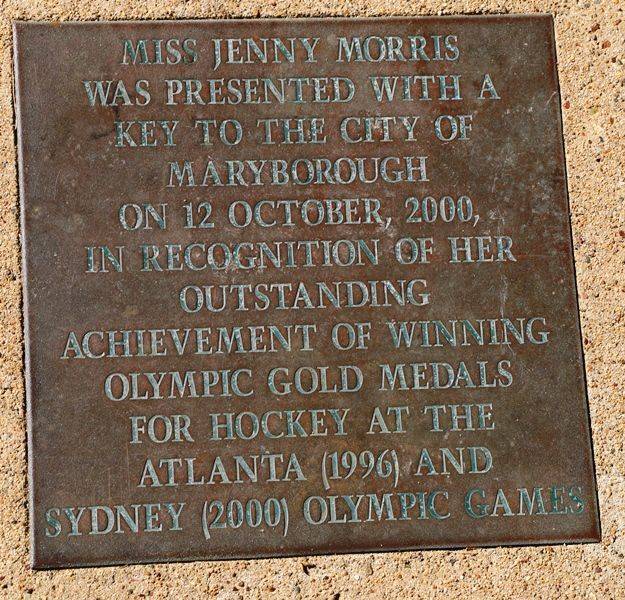 MISS JENNY MORRIS
WAS PRESENTED WITH A
KEY TO THE CITY OF
MARYBOROUGH
ON 12 OCTOBER, 2000,
IN RECOGNITION OF HER
OUTSTANDING
ACHIEVEMENT OF WINNING
OLYMPIC GOLD MEDALS
FOR HOCKEY AT THE
ATLANTA (1996) AND
SYDNEY (2000) OLYMPIC GAMES